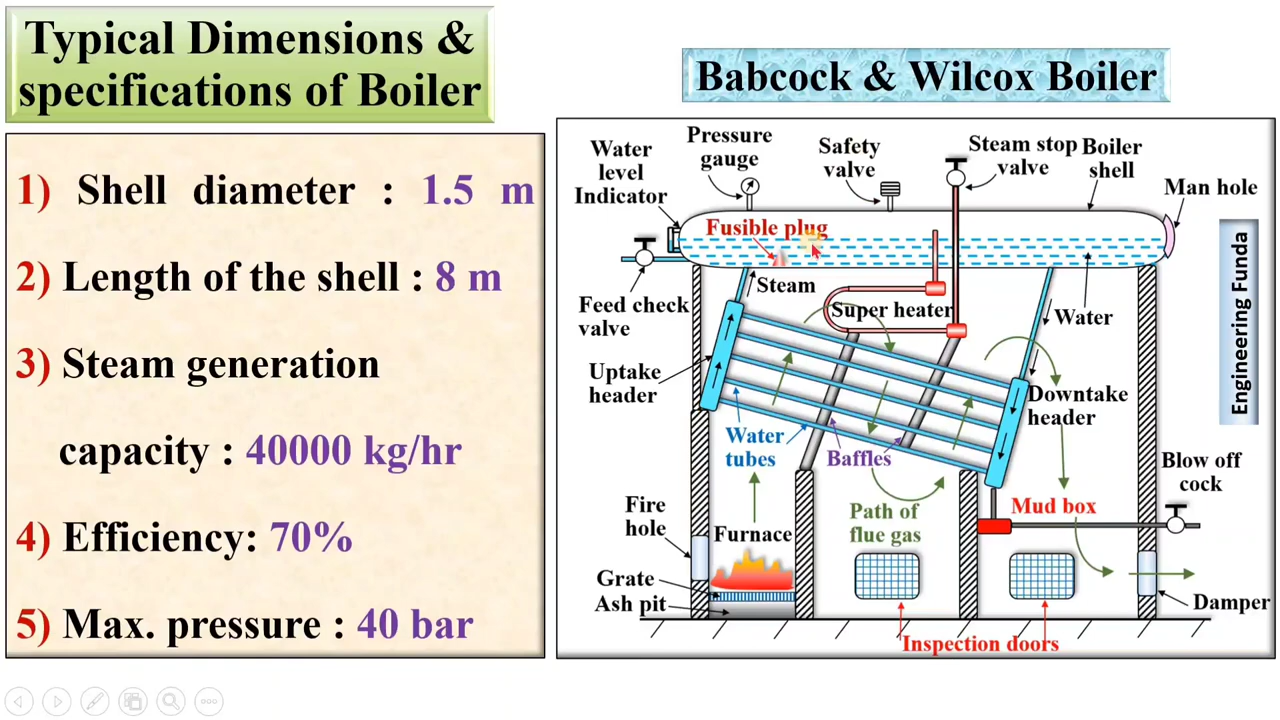 Typical Dimensions &
specifications of Boiler
1) Shell diameter : 1.5 m
2) Length of the shell : 8 m
3) Steam generation
capacity : 40000 kg/hr
4) Efficiency: 70%
5) Max. pressure : 40 bar
Babcock & Wilcox Boiler
Water
level
Indicator
Pressure
gauge
Safety
valve
Steam stop
valve
Boiler
shell
Man hole
Fusible plug
Feed check
valve
Steam
Super heater
Water
Uptake
header
Downtake
header
Water
tubes
Baffles
Blow off
cock
Fire
hole
Furnace
Path of
flue gas
Mud box
Grate
Ash pit
Damper
Inspection doors
Engineering Funda